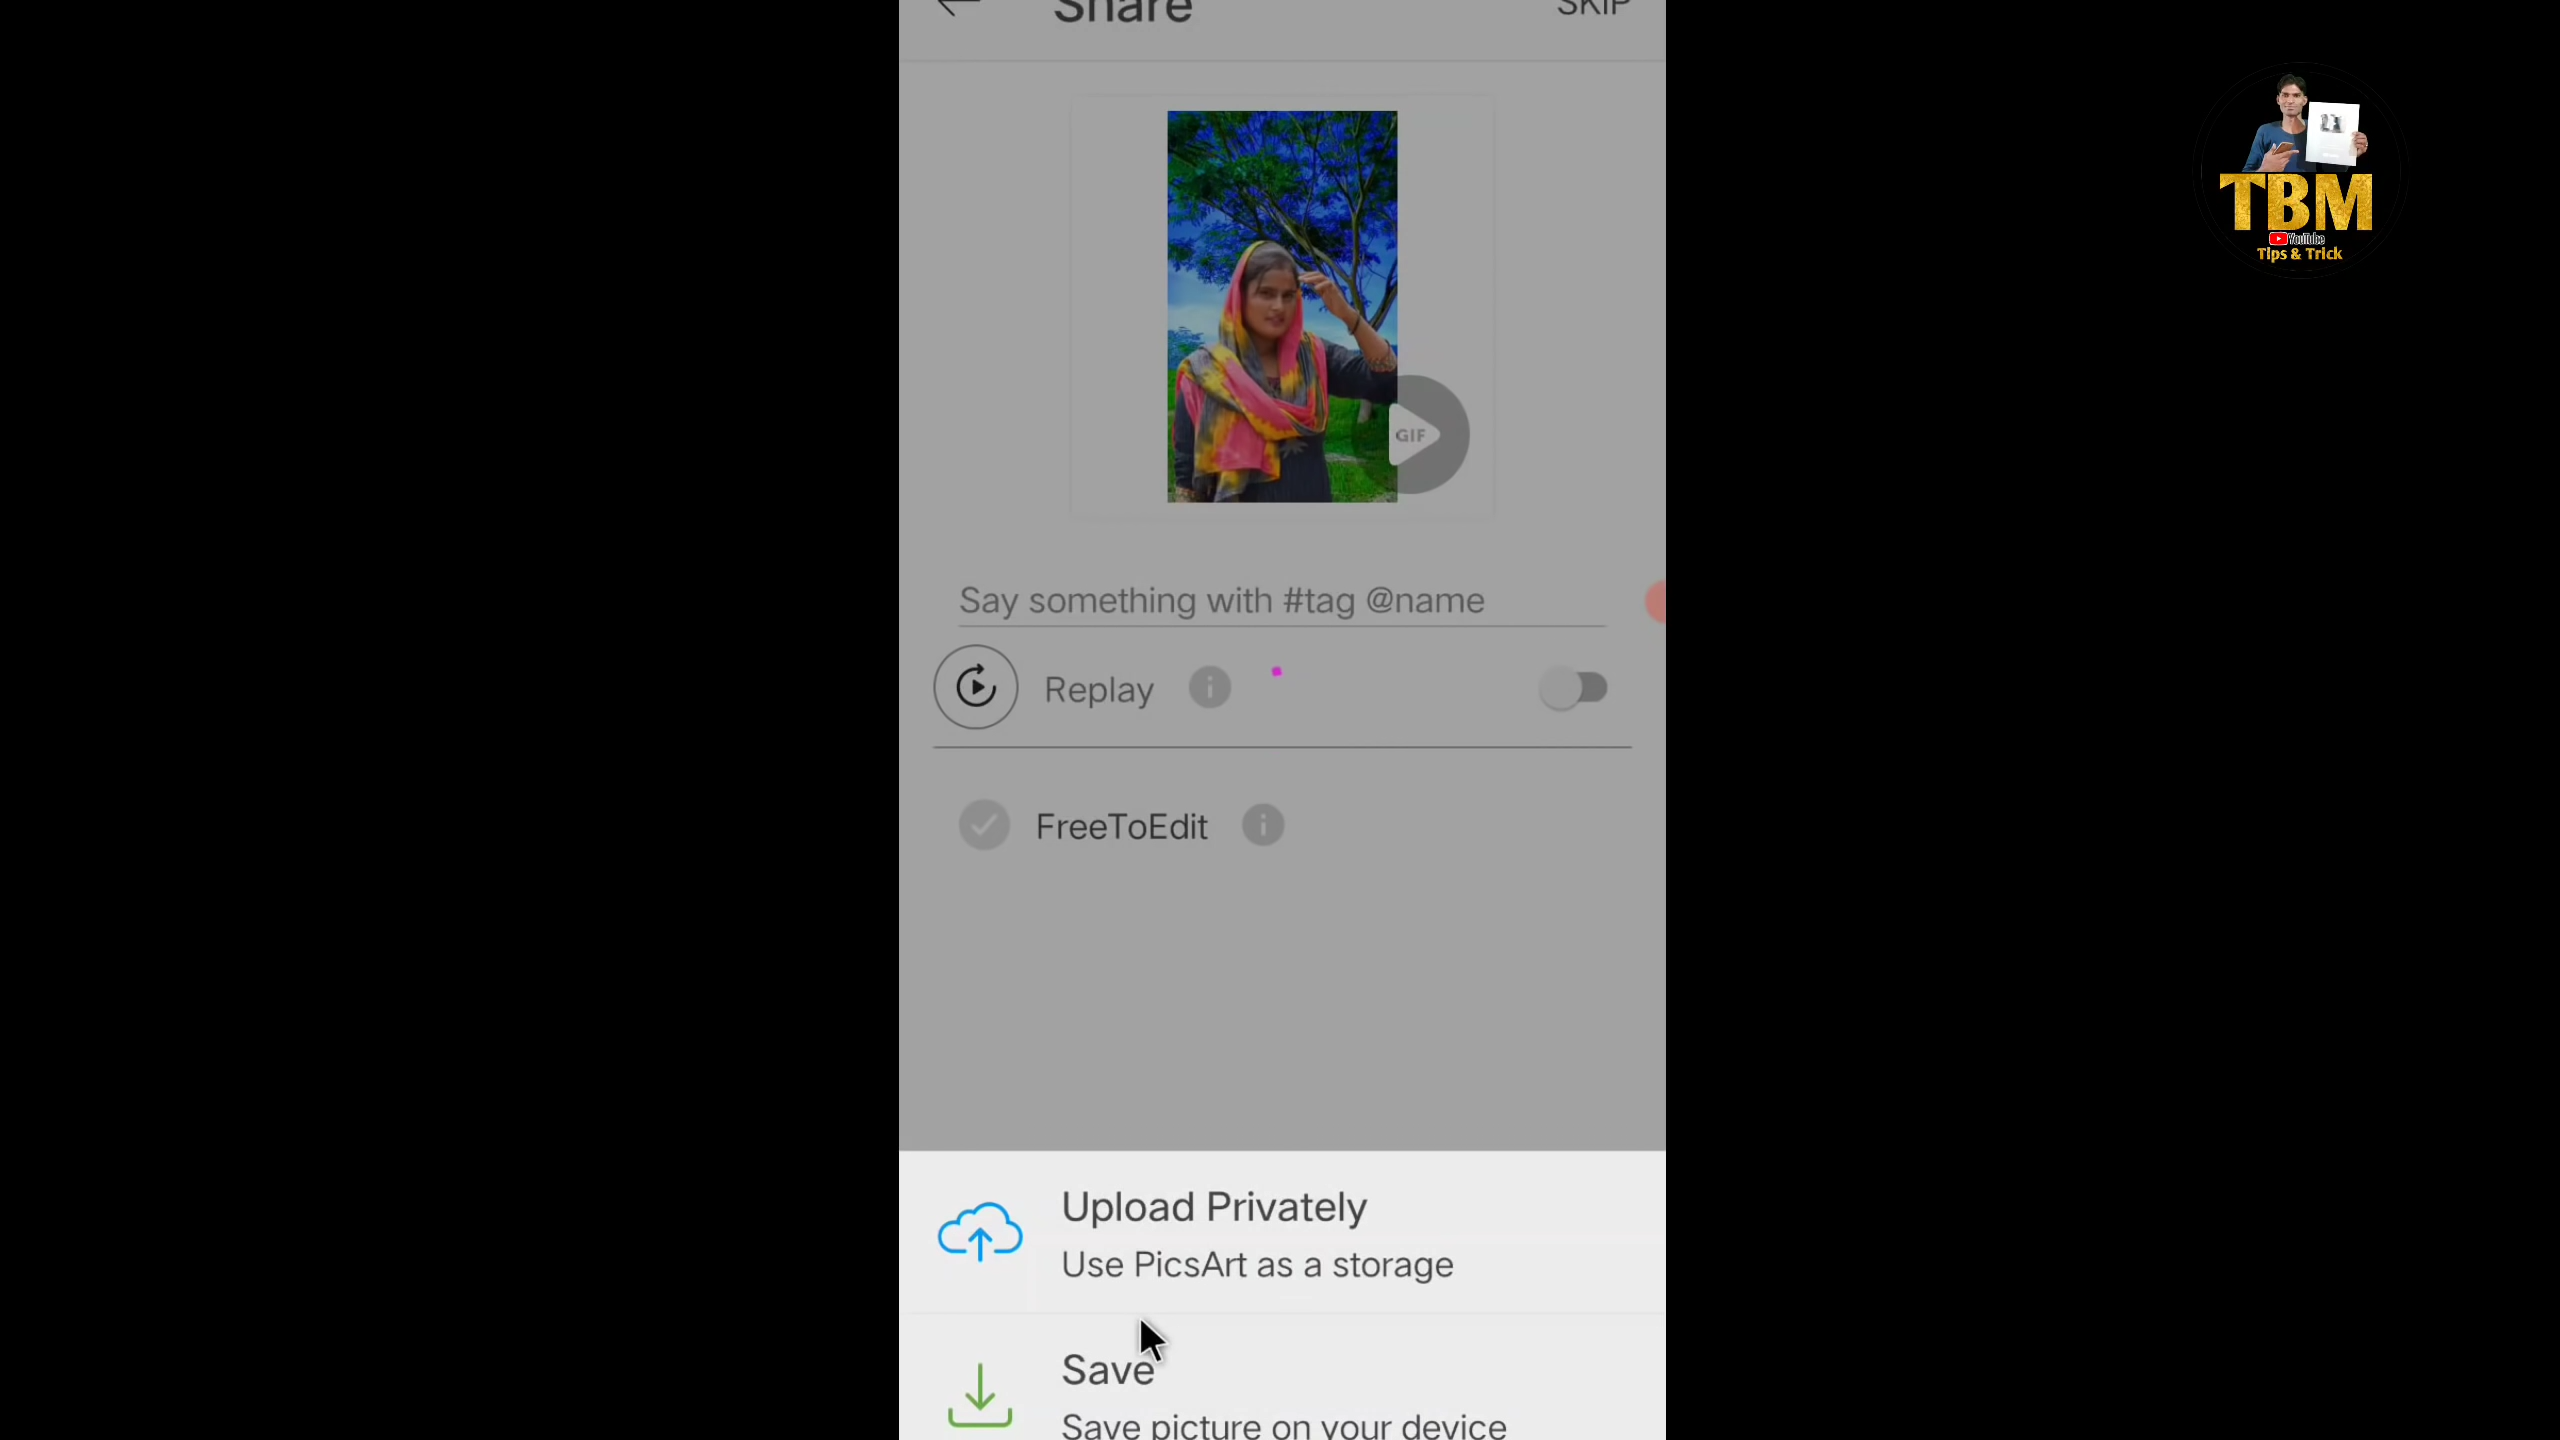 Share
SKIP
TBM
YouTube
Tips & Trick
GIF
Say something with #tag @name
Replay
FreeToEdit
Upload Privately
Use PicsArt as a storage
Save
Save picture on your device